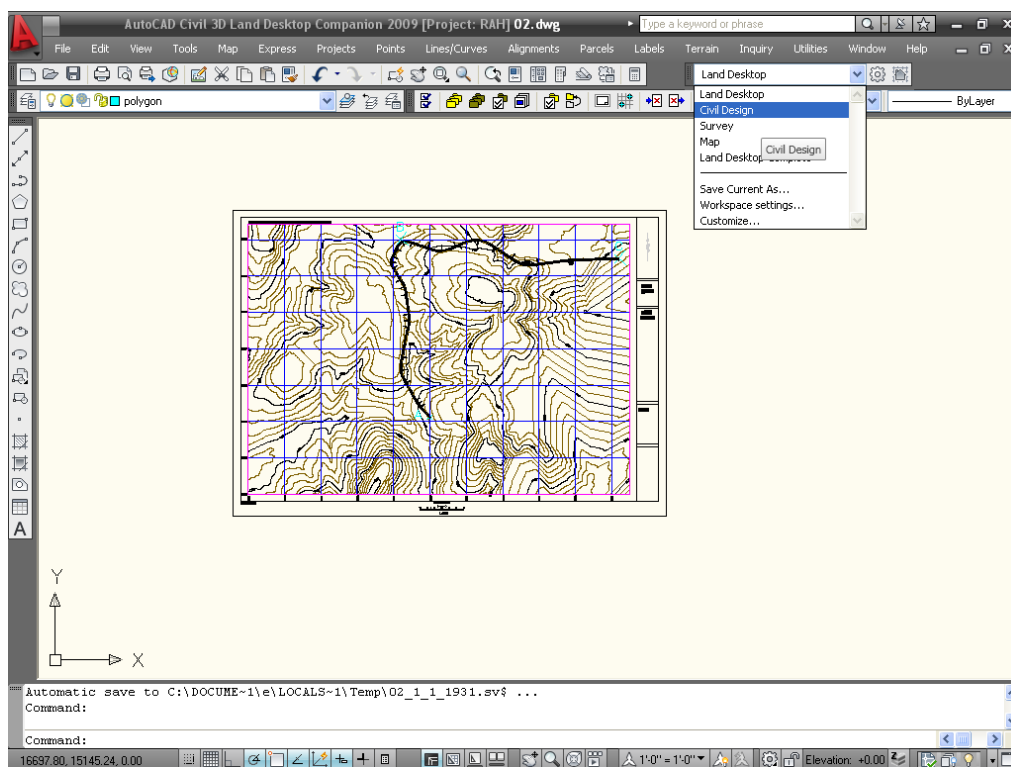 AutoCAD Civil 3D Land Desktop Companion 2009 [Project: RAH] 02.dwg
Type a keyword or phrase
File Edit View Tools Map Express Projects Points Lines/Curves Alignments Parcels Labels Terrain Inquiry Utilities Window Help
Land Desktop
polygon
ByLayer
Land Desktop
Civil Design
Survey
Map
Land Desktop Complete
Civil Design
Save Current As...
Workspace settings...
Customize...
B
A
A
Y
X
Automatic save to C:\DOCUME~1\e\LOCALS~1\Temp\02_1_1_1931.sv$ ...
Command:
Command:
16697.80, 15145.24, 0.00
1'-0" = 1'-0"
Elevation: +0.00